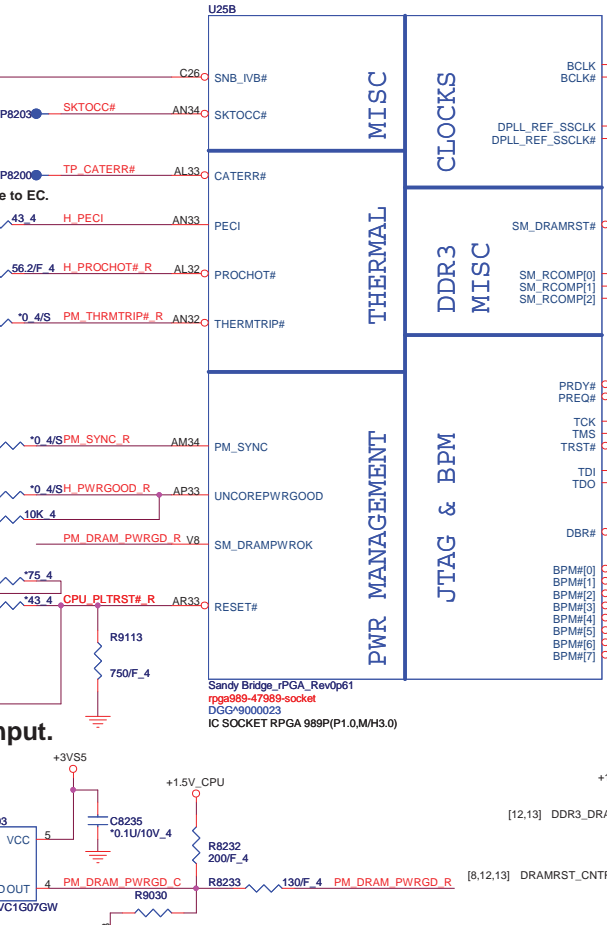 U25B
C26 SNB_IVB# BCLK
BCLK#
P8203 SKTOCC# AN34 SKTOCC#
DPLL_REF_SSCLK
DPLL_REF_SSCLK#
MISC
CLOCKS
P8200 TP_CATERR# AL33 CATERR#
e to EC.
43_4 H_PECI AN33 PECI SM_DRAMRST#
56.2/F_4 H_PROCHOT#_R AL32 PROCHOT#
SM_RCOMP[0]
SM_RCOMP[1]
SM_RCOMP[2]
*0_4/S PM_THRMTRIP#_R AN32 THERMTRIP#
THERMAL
DDR3
MISC
PRDY#
PREQ#
TCK
TMS
TRST#
*0_4/S PM_SYNC_R AM34 PM_SYNC
TDI
TDO
*0_4/S H_PWRGOOD_R AP33 UNCOREPWRGOOD
10K_4
DBR#
PM_DRAM_PWRGD_R V8 SM_DRAMPWROK
BPM#[0]
BPM#[1]
BPM#[2]
BPM#[3]
BPM#[4]
BPM#[5]
BPM#[6]
BPM#[7]
*75_4
*43_4 CPU_PLTRST#_R AR33 RESET#
PWR MANAGEMENT
JTAG & BPM
R9113
750/F_4
Sandy Bridge_rPGA_Rev0p61
rpga989-47989-socket
DGG^9000023
IC SOCKET RPGA 989P(P1.0,M/H3.0)
nput.
+3VS5
+1.5V_CPU
C8235
*0.1U/10V_4
[12,13] DDR3_DRA
VCC 5
R8232
200/F_4
DOUT 4 PM_DRAM_PWRGD_C R8233 130/F_4 PM_DRAM_PWRGD_R
[8,12,13] DRAMRST_CNTR
R9030
VC1G07GW